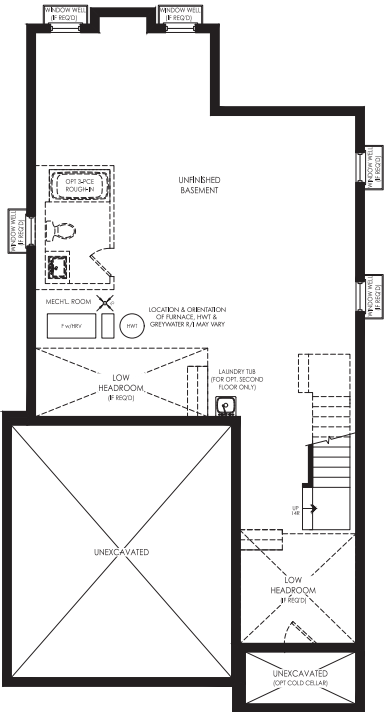 WINDOW WELL
(IF REQ'D)
WINDOW WELL
(IF REQ'D)
WINDOW WELL
(IF REQ'D)
UNFINISHED
BASEMENT
OPT 3-PCE
ROUGH-IN
WINDOW WELL
(IF REQ'D)
WINDOW WELL
(IF REQ'D)
MECH'L. ROOM
LOCATION & ORIENTATION
OF FURNACE, HWT &
GREYWATER R/I MAY VARY
F w/HRV
HWT
LOW
HEADROOM
(IF REQ'D)
LAUNDRY TUB
(FOR OPT. SECOND
FLOOR ONLY)
UP
14R
UNEXCAVATED
LOW
HEADROOM
(IF REQ'D)
UNEXCAVATED
(OPT COLD CELLAR)